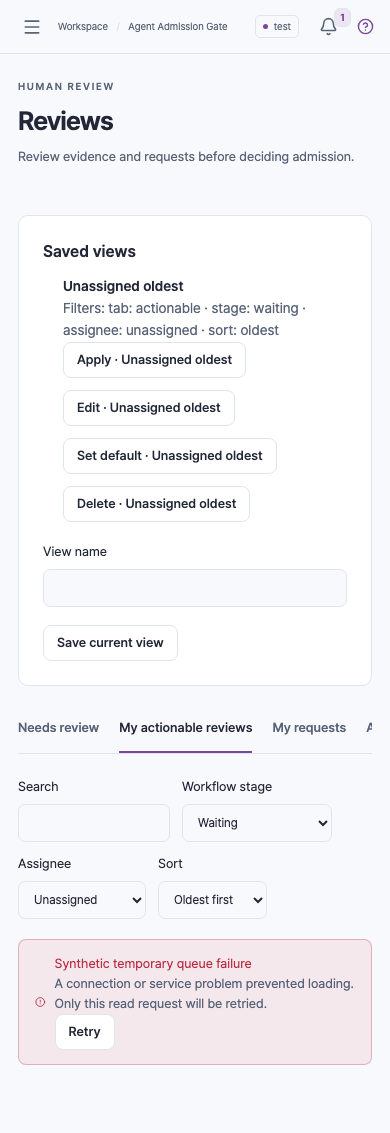 Workspace / Agent Admission Gate
test
1
HUMAN REVIEW
Reviews
Review evidence and requests before deciding admission.
Saved views
Unassigned oldest
Filters: tab: actionable · stage: waiting ·
assignee: unassigned · sort: oldest
Apply · Unassigned oldest
Edit · Unassigned oldest
Set default · Unassigned oldest
Delete · Unassigned oldest
View name
Save current view
Needs review My actionable reviews My requests
Search Workflow stage
Waiting
Assignee Sort
Unassigned Oldest first
Synthetic temporary queue failure
A connection or service problem prevented loading.
Only this read request will be retried.
Retry